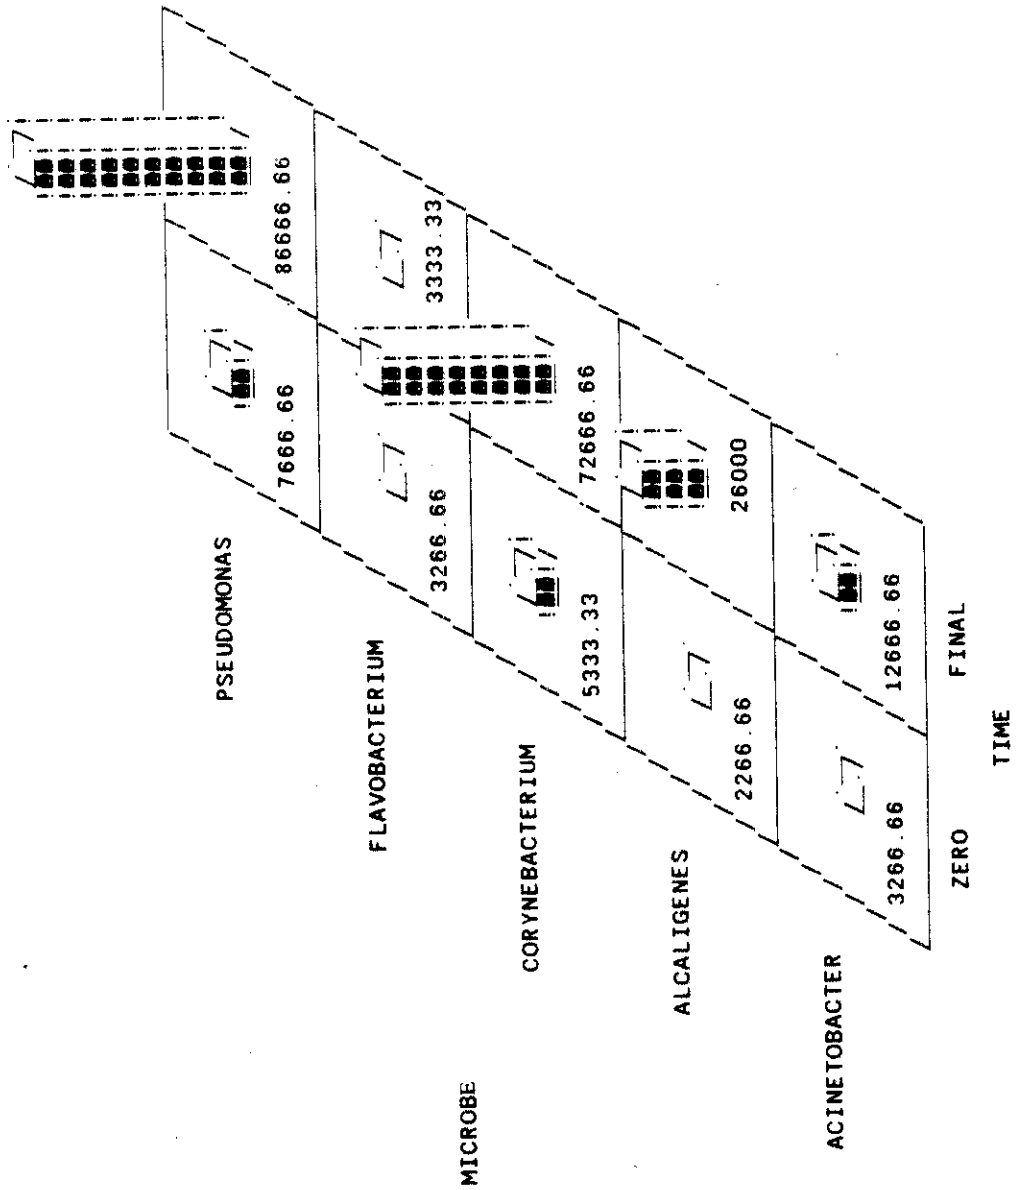 PSEUDOMONAS
7666.66
86666.66
FLAVOBACTERIUM
3266.66
3333.33
CORYNEBACTERIUM
5333.33
72666.66
ALCALIGENES
2266.66
26000
ACINETOBACTER
3266.66
12666.66
MICROBE
ZERO
FINAL
TIME